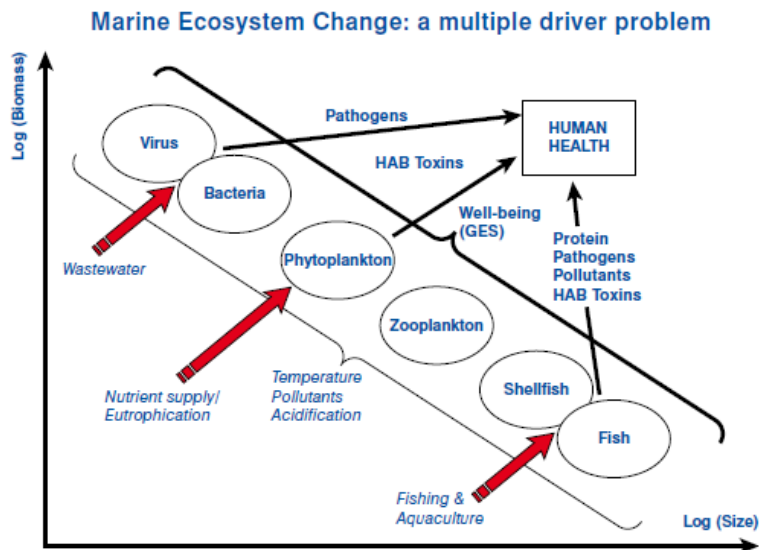 Marine Ecosystem Change: a multiple driver problem
Log (Biomass)
Virus
Bacteria
Pathogens
HUMAN
HEALTH
HAB Toxins
Wastewater
Phytoplankton
Well-being
(GES)
Protein
Pathogens
Pollutants
HAB Toxins
Zooplankton
Nutrient supply/
Eutrophication
Temperature
Pollutants
Acidification
Shellfish
Fish
Fishing &
Aquaculture
Log (Size)